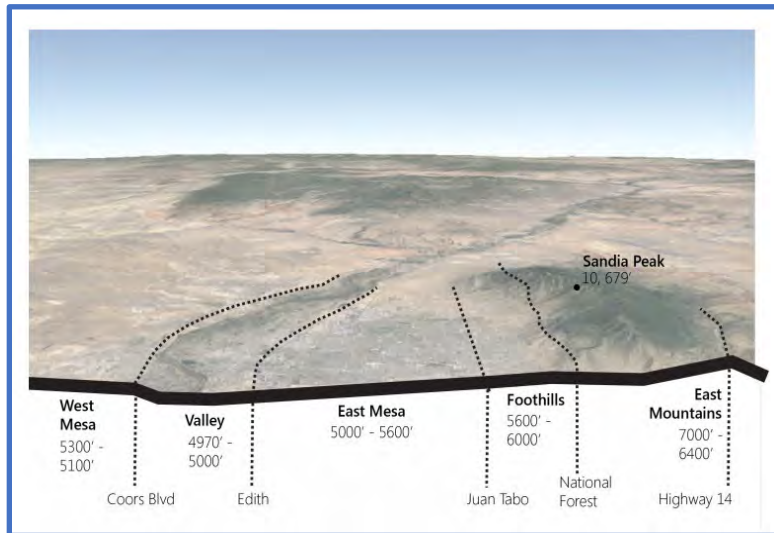 Sandia Peak
10, 679'
West
Mesa
5300' -
5100'
Valley
4970' -
5000'
East Mesa
5000' - 5600'
Foothills
5600' -
6000'
East
Mountains
7000' -
6400'
Coors Blvd
Edith
Juan Tabo
National
Forest
Highway 14